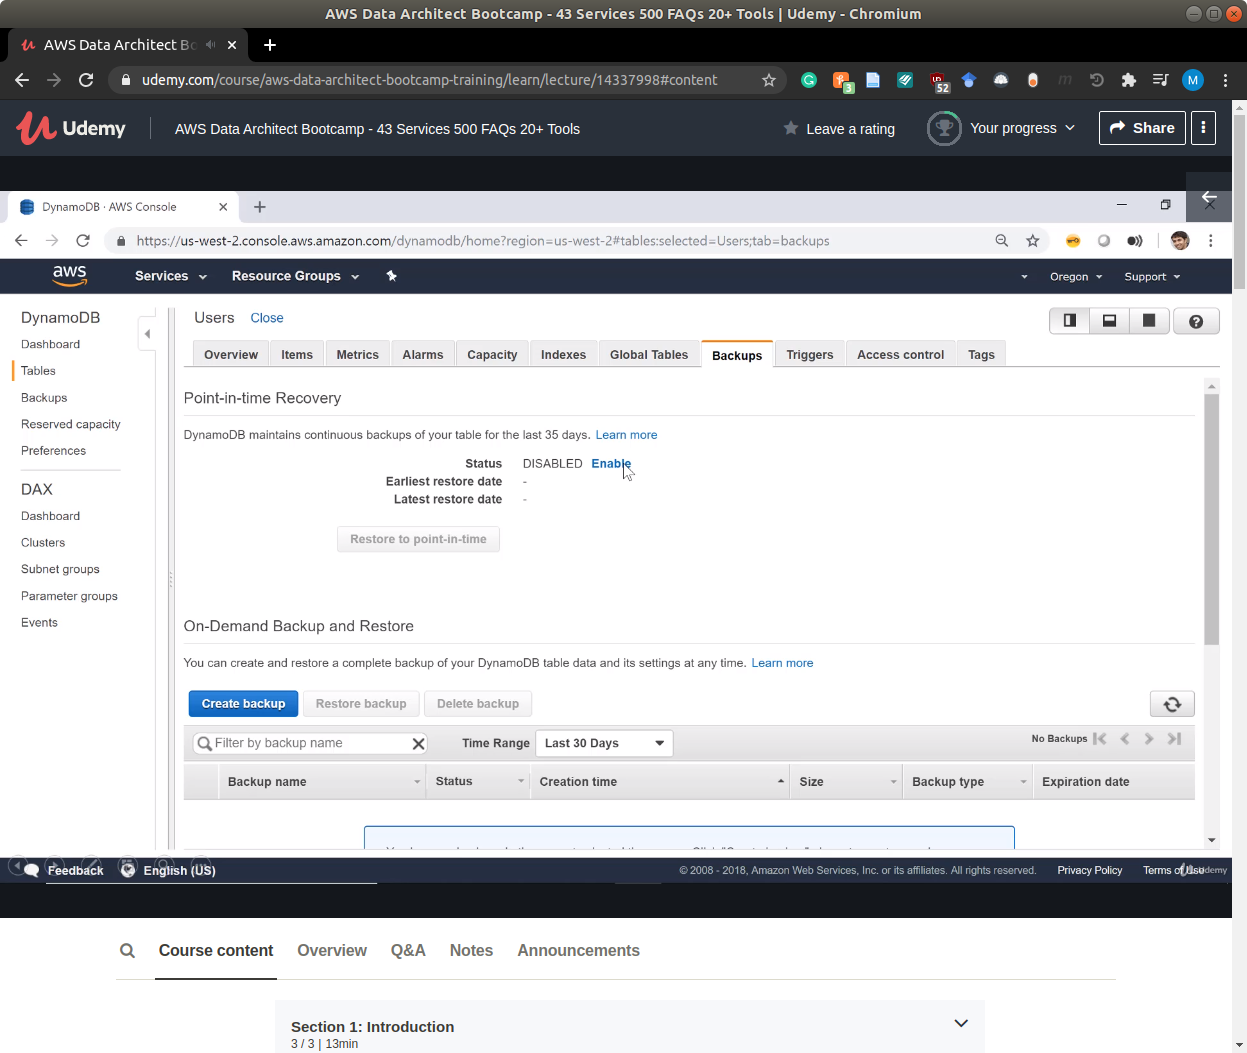 AWS Data Architect Bootcamp - 43 Services 500 FAQs 20+ Tools | Udemy - Chromium
AWS Data Architect Bo
udemy.com/course/aws-data-architect-bootcamp-training/learn/lecture/14337998#content
3
52
M
Udemy
AWS Data Architect Bootcamp - 43 Services 500 FAQs 20+ Tools
Leave a rating
Your progress
Share
DynamoDB · AWS Console
https://us-west-2.console.aws.amazon.com/dynamodb/home?region=us-west-2#tables:selected=Users;tab=backups
aws
Services
Resource Groups
Oregon
Support
DynamoDB
Dashboard
Tables
Backups
Reserved capacity
Preferences
DAX
Dashboard
Clusters
Subnet groups
Parameter groups
Events
Users Close
Overview Items Metrics Alarms Capacity Indexes Global Tables Backups Triggers Access control Tags
Point-in-time Recovery
DynamoDB maintains continuous backups of your table for the last 35 days. Learn more
Status DISABLED Enable
Earliest restore date -
Latest restore date -
Restore to point-in-time
On-Demand Backup and Restore
You can create and restore a complete backup of your DynamoDB table data and its settings at any time. Learn more
Create backup Restore backup Delete backup
Filter by backup name
Time Range Last 30 Days
No Backups
Backup name Status Creation time Size Backup type Expiration date
Feedback
English (US)
© 2008 - 2018, Amazon Web Services, Inc. or its affiliates. All rights reserved.
Privacy Policy
Terms of Use
Udemy
Course content Overview Q&A Notes Announcements
Section 1: Introduction
3 / 3 | 13min